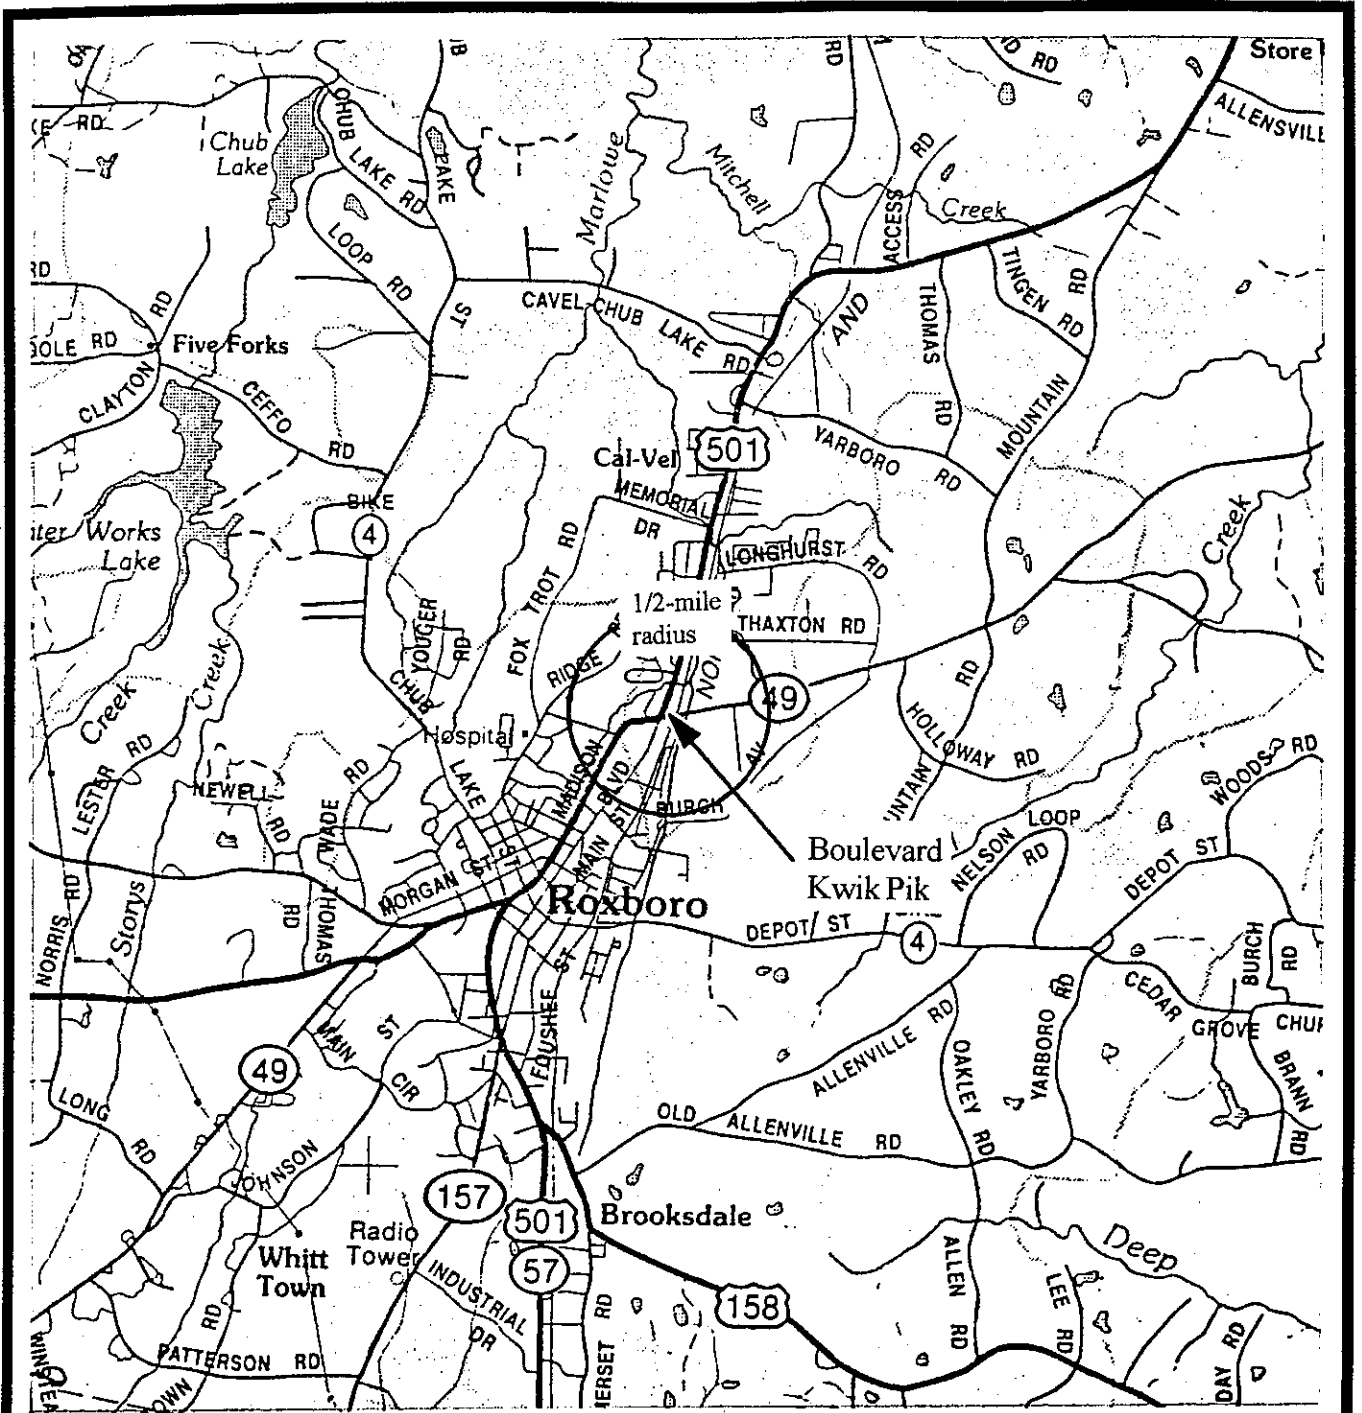 Store
ALLENSVILL
RD
RD
Chub
Lake
CHUB
LAKE
RD
LAKE
Marlowe
Mitchell
Creek
ACCESS
RD
LOOP
RD
ST
CAVEL-CHUB
LAKE
RD
AND
THOMAS
RD
TINGEN
RD
RD
MOUNTAIN
RD
RD
RD
Five Forks
CLAYTON
CEFFO
RD
501
YARBORO
RD
Cal-Vel
MEMORIAL
DR
BIKE
4
Works
Lake
Creek
LONGHURST
RD
FOX
TROT
RD
1/2-mile
radius
THAXTON RD
YOUGER
RD
RIDGE
49
Creek
Creek
CHUB
LAKE
Hospital
HOLLOWAY
RD
RD
LESTER
RD
NEWELL
RD
WADE
RD
MADISON
BLVD
AV
BURCH
MAIN
ST
WOODS
RD
Boulevard
Kwik Pik
NELSON
LOOP
RD
DEPOT
ST
MORGAN
ST
ST
Roxboro
DEPOT
ST
4
NORRIS
RD
Storys
RD
THOMAS
BURCH
RD
CEDAR
GROVE
FOUSHEE
ST
MAIN
ST
CIR
49
ALLENVILLE
RD
OAKLEY
RD
YARBORO
RD
BRANN
RD
LONG
RD
OLD
ALLENVILLE
RD
157
501
57
Brooksdale
Radio
Tower
Whitt
Town
INDUSTRIAL
DR
158
Deep
ALLEN
RD
LEE
RD
DAY
RD
RD
PATTERSON
RD
RD